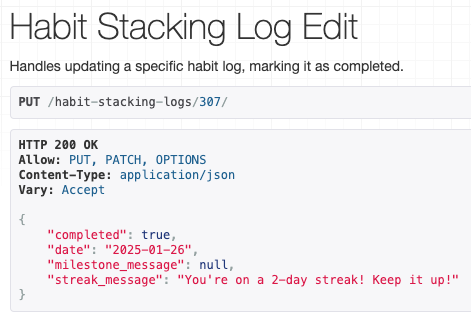 Habit Stacking Log Edit
Handles updating a specific habit log, marking it as completed.
PUT /habit-stacking-logs/307/
HTTP 200 OK
Allow: PUT, PATCH, OPTIONS
Content-Type: application/json
Vary: Accept
{
    "completed": true,
    "date": "2025-01-26",
    "milestone_message": null,
    "streak_message": "You're on a 2-day streak! Keep it up!"
}